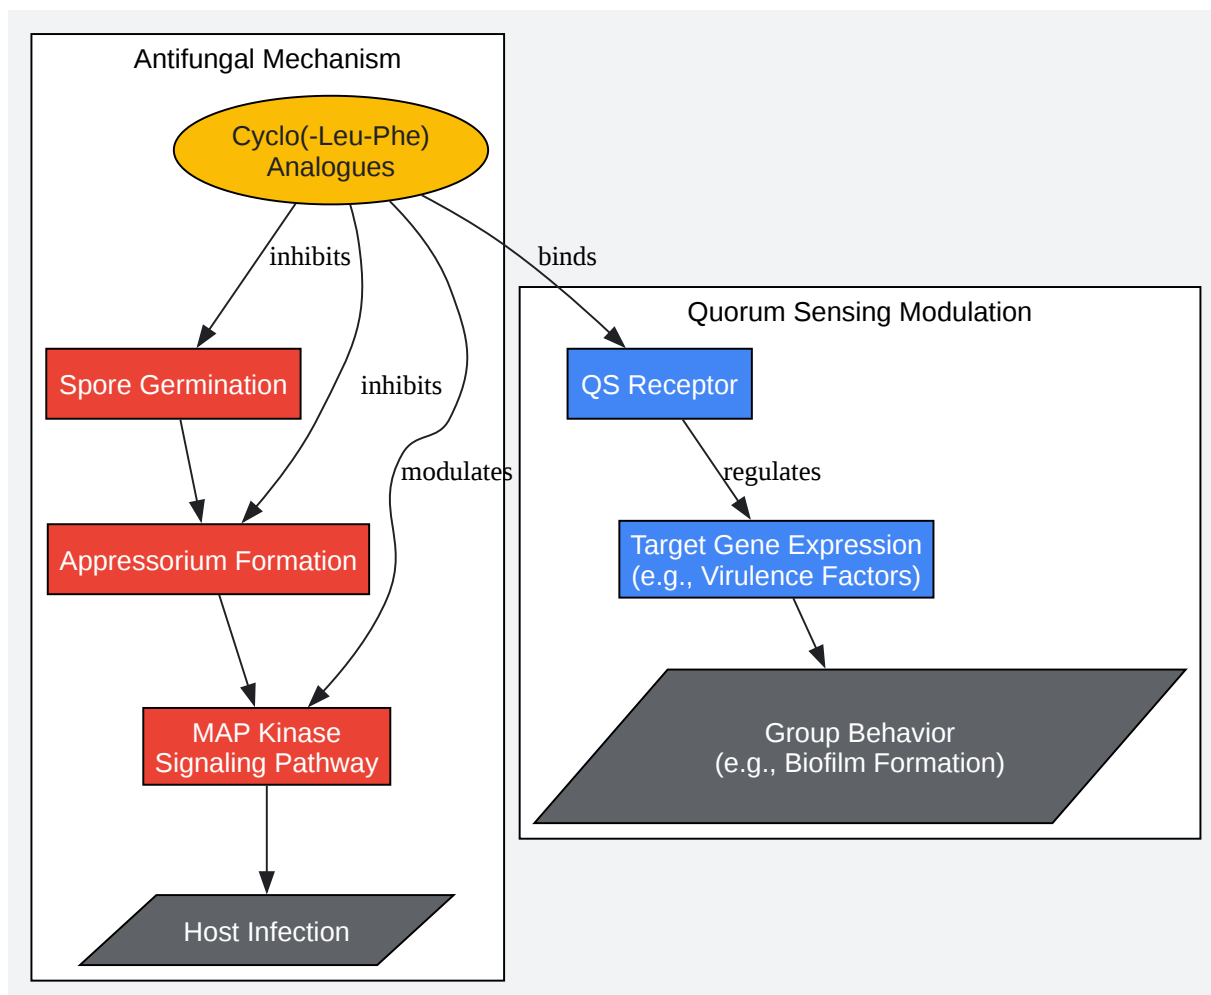 Antifungal Mechanism
Cyclo(-Leu-Phe)
Analogues
inhibits
binds
Quorum Sensing Modulation
Spore Germination
inhibits
QS Receptor
modulates
regulates
Appressorium Formation
Target Gene Expression
(e.g., Virulence Factors)
MAP Kinase
Signaling Pathway
Group Behavior
(e.g., Biofilm Formation)
Host Infection